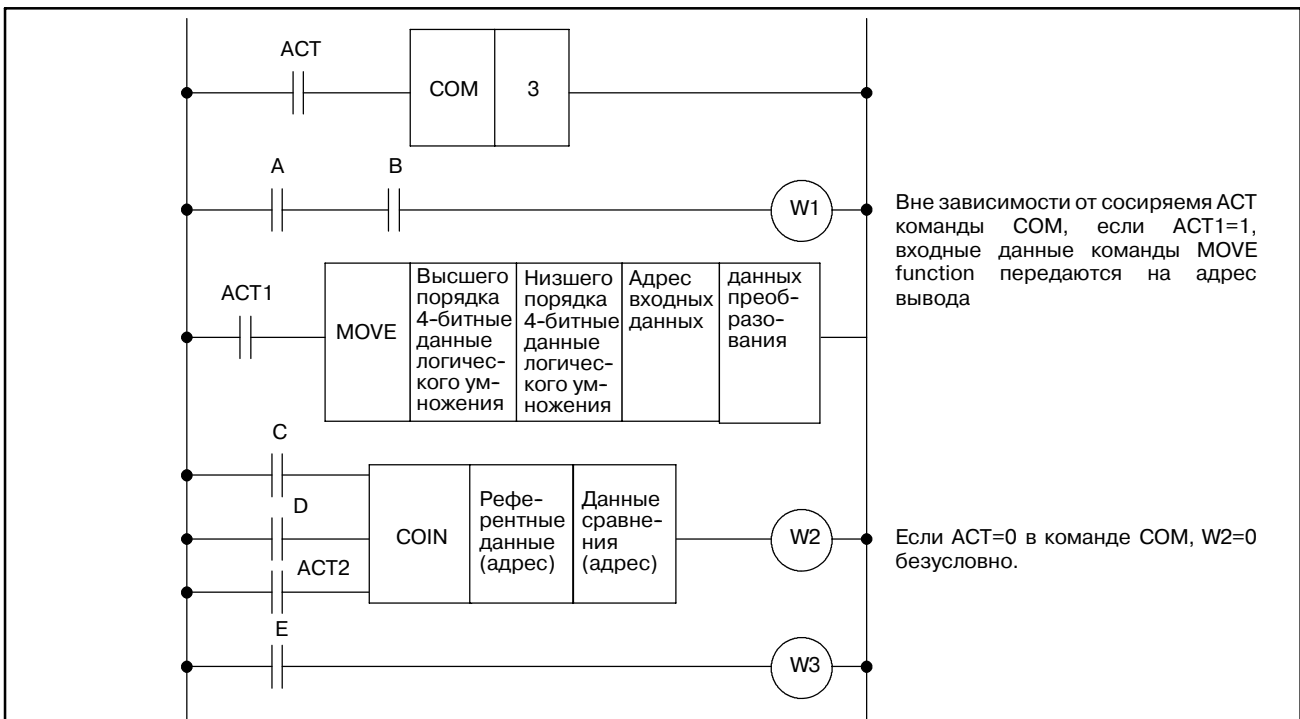 ACT
COM
3
A
B
W1
Вне зависимости от сосиряемя ACT
команды COM, если ACT1=1,
входные данные команды MOVE
function передаются на адрес
вывода
ACT1
MOVE
Высшего
порядка
4-битные
данные
логичес-
кого ум-
ножения
Низшего
порядка
4-битные
данные
логичес-
кого ум-
ножения
Адрес
входных
данных
данных
преоб-
разо-
вания
C
D
ACT2
COIN
Рефе-
рентные
данные
(адрес)
Данные
сравне-
ния
(адрес)
W2
Если ACT=0 в команде COM, W2=0
безусловно.
E
W3